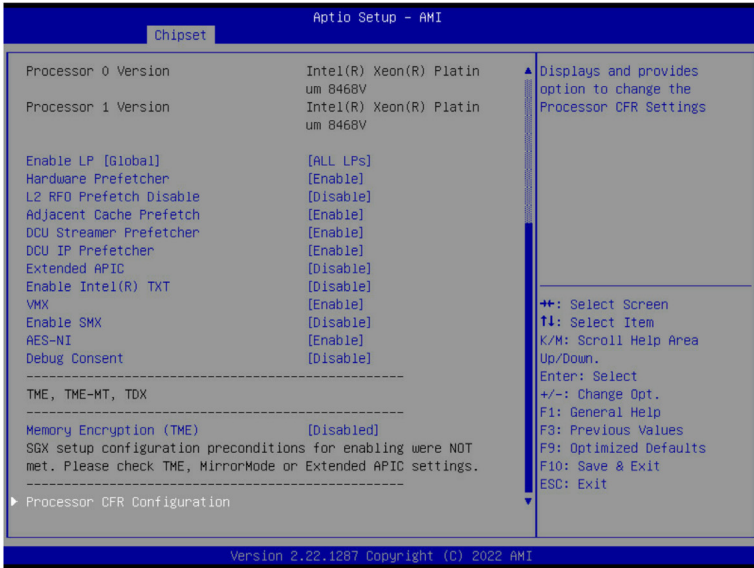 Aptio Setup – AMI
Chipset
Processor 0 Version Intel(R) Xeon(R) Platin
um 8468V
Processor 1 Version Intel(R) Xeon(R) Platin
um 8468V
Enable LP [Global] [ALL LPs]
Hardware Prefetcher [Enable]
L2 RFO Prefetch Disable [Disable]
Adjacent Cache Prefetch [Enable]
DCU Streamer Prefetcher [Enable]
DCU IP Prefetcher [Enable]
Extended APIC [Disable]
Enable Intel(R) TXT [Disable]
VMX [Enable]
Enable SMX [Disable]
AES-NI [Enable]
Debug Consent [Disable]
--------------------------------------------------
TME, TME-MT, TDX
--------------------------------------------------
Memory Encryption (TME) [Disabled]
SGX setup configuration preconditions for enabling were NOT
met. Please check TME, MirrorMode or Extended APIC settings.
--------------------------------------------------
Processor CFR Configuration
Displays and provides
option to change the
Processor CFR Settings
→←: Select Screen
↑↓: Select Item
K/M: Scroll Help Area
Up/Down.
Enter: Select
+/-: Change Opt.
F1: General Help
F3: Previous Values
F9: Optimized Defaults
F10: Save & Exit
ESC: Exit
Version 2.22.1287 Copyright (C) 2022 AMI